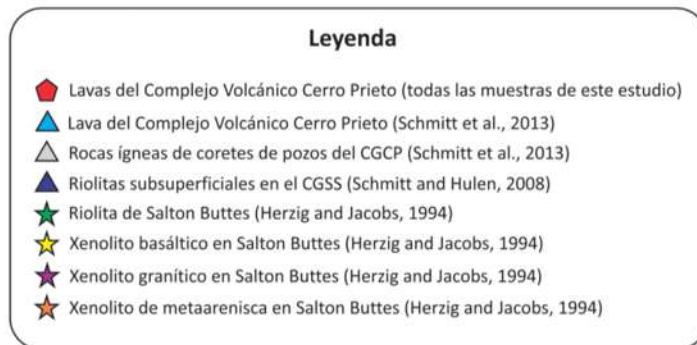 Leyenda
Lavas del Complejo Volcánico Cerro Prieto (todas las muestras de este estudio)
Lava del Complejo Volcánico Cerro Prieto (Schmitt et al., 2013)
Rocas ígneas de coretes de pozos del CGCP (Schmitt et al., 2013)
Riolitas subsuperficiales en el CGSS (Schmitt and Hulen, 2008)
Riolita de Salton Buttes (Herzig and Jacobs, 1994)
Xenolito basáltico en Salton Buttes (Herzig and Jacobs, 1994)
Xenolito granítico en Salton Buttes (Herzig and Jacobs, 1994)
Xenolito de metaarenisca en Salton Buttes (Herzig and Jacobs, 1994)